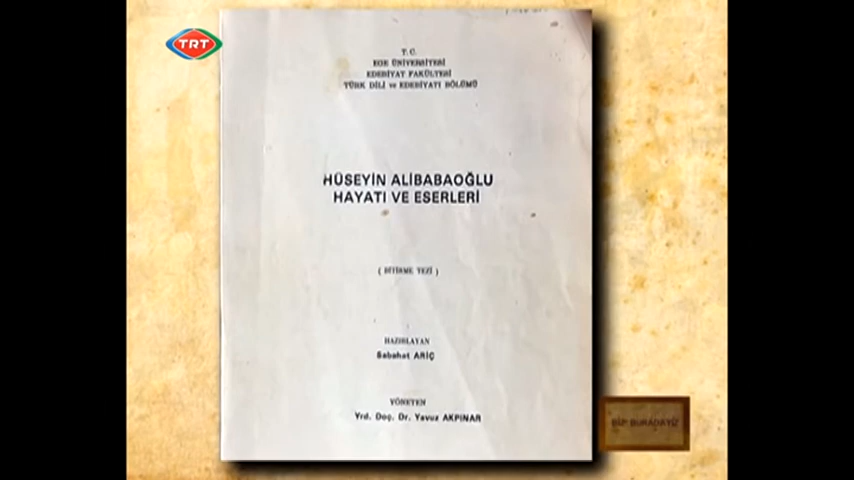 TRT
T. C.
EGE ÜNİVERSİTESİ
EDEBİYAT FAKÜLTESİ
TÜRK DİLİ ve EDEBİYATI BÖLÜMÜ
HÜSEYİN ALİBABAOĞLU
HAYATI VE ESERLERİ
( BİTİRME TEZİ )
HAZIRLAYAN
Sabahat ARIÇ
YÖNETEN
Yrd. Doç. Dr. Yavuz AKPINAR
BİZ BURADAYIZ